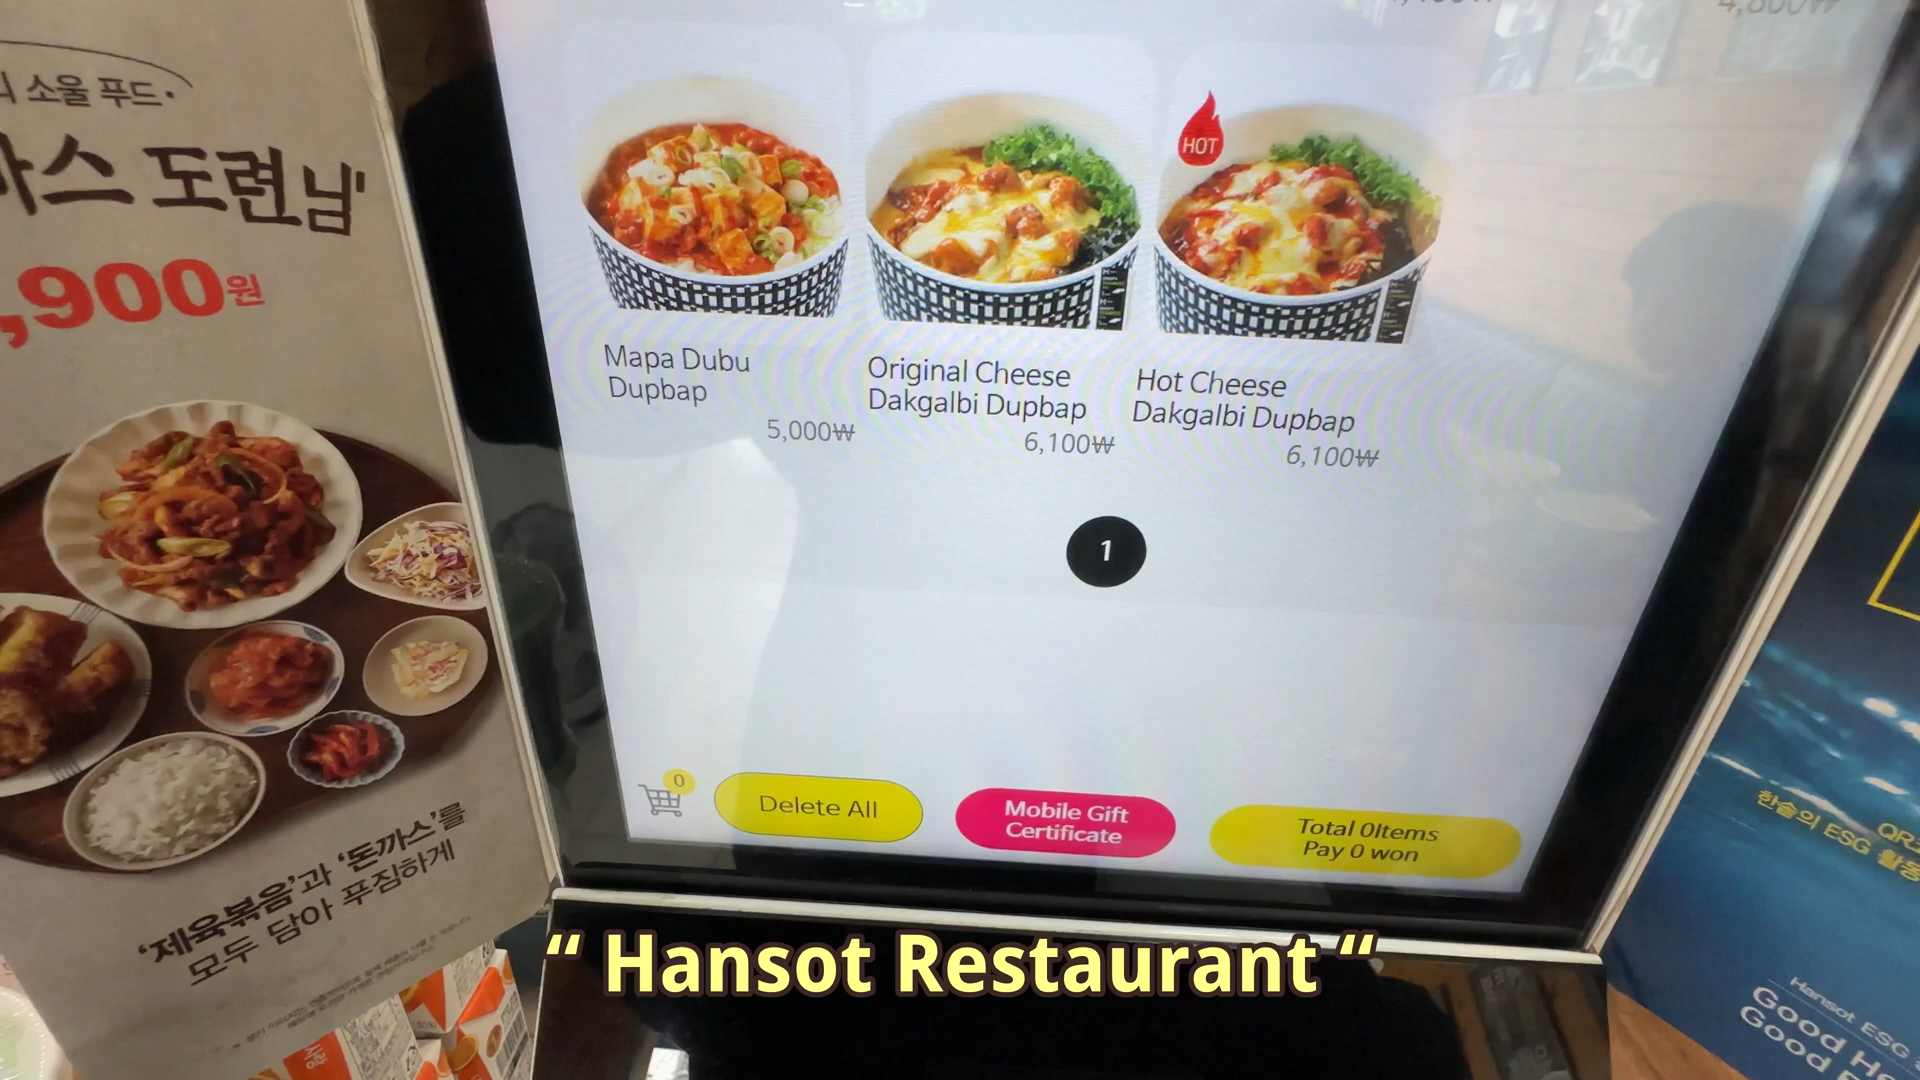 소울 푸드·
까스 도련님'
,900원
'제육볶음'과 '돈까스'를
모두 담아 푸짐하게
HOT
Mapa Dubu
Dupbap
5,000₩
Original Cheese
Dakgalbi Dupbap
6,100₩
Hot Cheese
Dakgalbi Dupbap
6,100₩
1
0
Delete All
Mobile Gift
Certificate
Total 0Items
Pay 0 won
한솥의 ESG 활동
Hansot ESG
Good
Good
“ Hansot Restaurant “